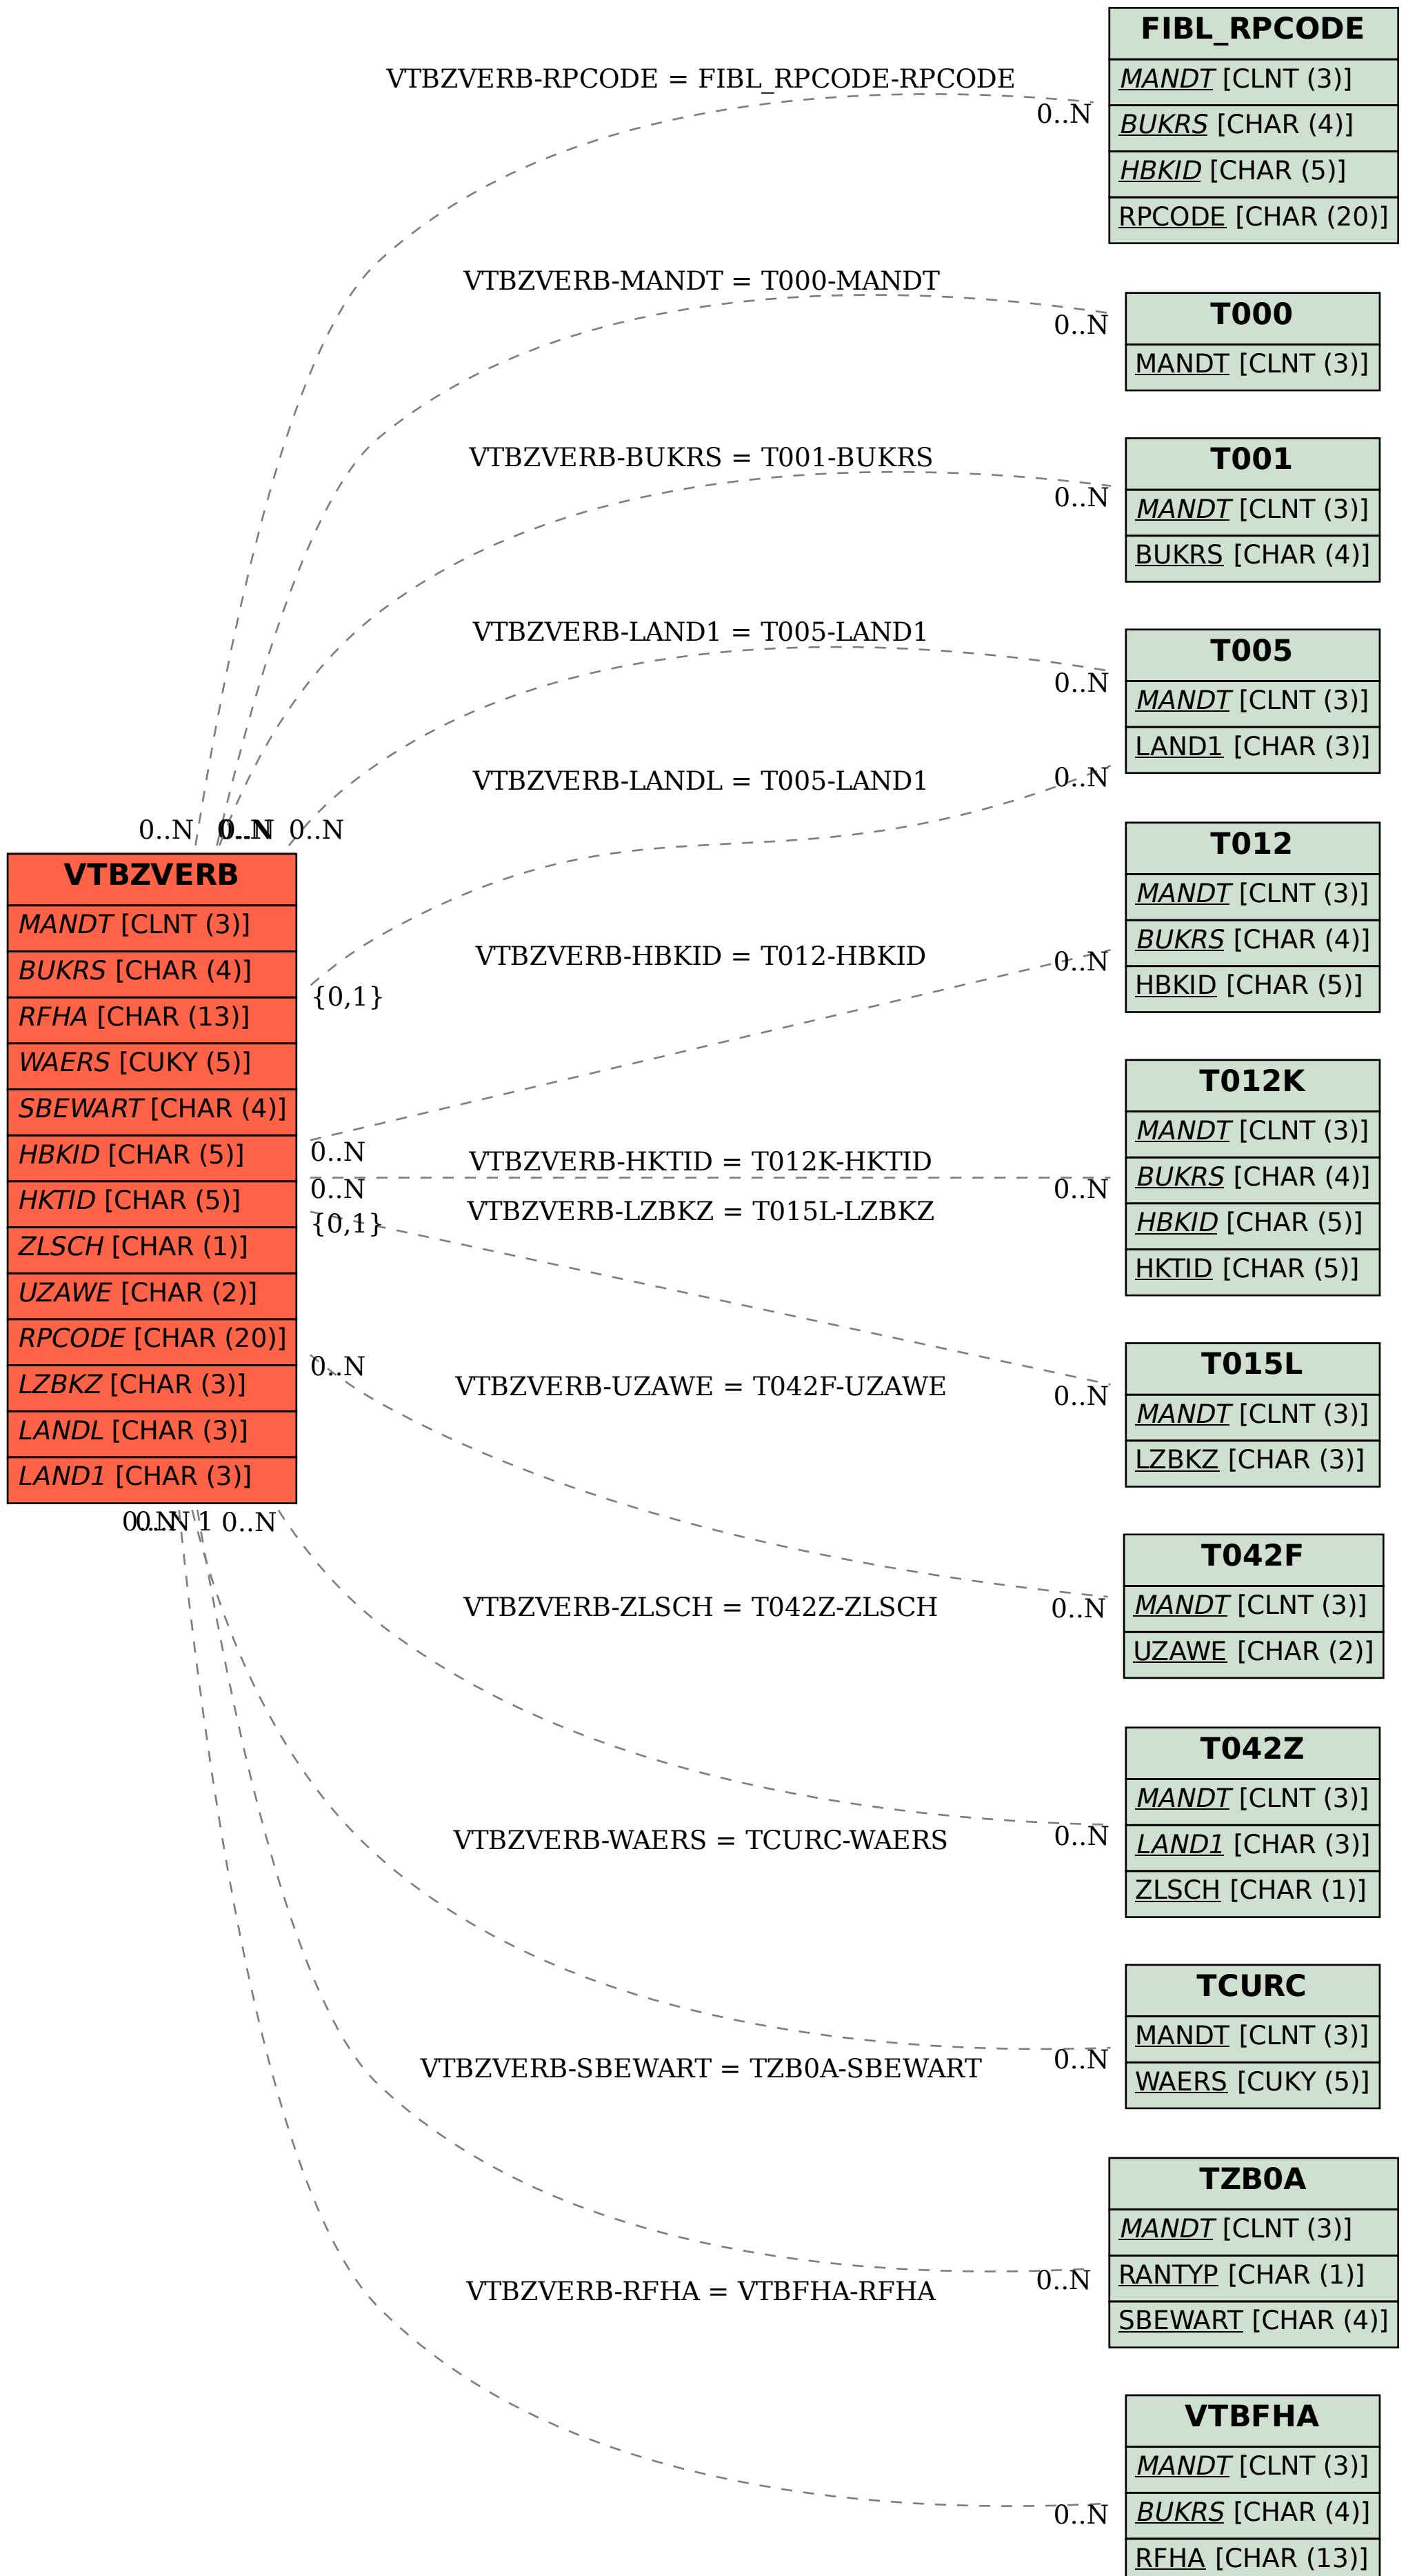 FIBL_RPCODE
MANDT [CLNT (3)]
BUKRS [CHAR (4)]
HBKID [CHAR (5)]
RPCODE [CHAR (20)]
VTBZVERB-RPCODE = FIBL_RPCODE-RPCODE
0..N
T000
MANDT [CLNT (3)]
VTBZVERB-MANDT = T000-MANDT
0..N
T001
MANDT [CLNT (3)]
BUKRS [CHAR (4)]
VTBZVERB-BUKRS = T001-BUKRS
0..N
T005
MANDT [CLNT (3)]
LAND1 [CHAR (3)]
VTBZVERB-LAND1 = T005-LAND1
0..N
VTBZVERB-LANDL = T005-LAND1
0..N
0..N
0..N
0..N
0..N
VTBZVERB
MANDT [CLNT (3)]
BUKRS [CHAR (4)]
RFHA [CHAR (13)]
WAERS [CUKY (5)]
SBEWART [CHAR (4)]
HBKID [CHAR (5)]
HKTID [CHAR (5)]
ZLSCH [CHAR (1)]
UZAWE [CHAR (2)]
RPCODE [CHAR (20)]
LZBKZ [CHAR (3)]
LANDL [CHAR (3)]
LAND1 [CHAR (3)]
{0,1}
T012
MANDT [CLNT (3)]
BUKRS [CHAR (4)]
HBKID [CHAR (5)]
VTBZVERB-HBKID = T012-HBKID
0..N
0..N
T012K
MANDT [CLNT (3)]
BUKRS [CHAR (4)]
HBKID [CHAR (5)]
HKTID [CHAR (5)]
VTBZVERB-HKTID = T012K-HKTID
0..N
0..N
VTBZVERB-LZBKZ = T015L-LZBKZ
{0,1}
T015L
MANDT [CLNT (3)]
LZBKZ [CHAR (3)]
0..N
0..N
VTBZVERB-UZAWE = T042F-UZAWE
T042F
MANDT [CLNT (3)]
UZAWE [CHAR (2)]
0..N
0..N
0..N
1
0..N
VTBZVERB-ZLSCH = T042Z-ZLSCH
T042Z
MANDT [CLNT (3)]
LAND1 [CHAR (3)]
ZLSCH [CHAR (1)]
0..N
VTBZVERB-WAERS = TCURC-WAERS
TCURC
MANDT [CLNT (3)]
WAERS [CUKY (5)]
0..N
VTBZVERB-SBEWART = TZB0A-SBEWART
TZB0A
MANDT [CLNT (3)]
RANTYP [CHAR (1)]
SBEWART [CHAR (4)]
0..N
VTBZVERB-RFHA = VTBFHA-RFHA
VTBFHA
MANDT [CLNT (3)]
BUKRS [CHAR (4)]
RFHA [CHAR (13)]
0..N